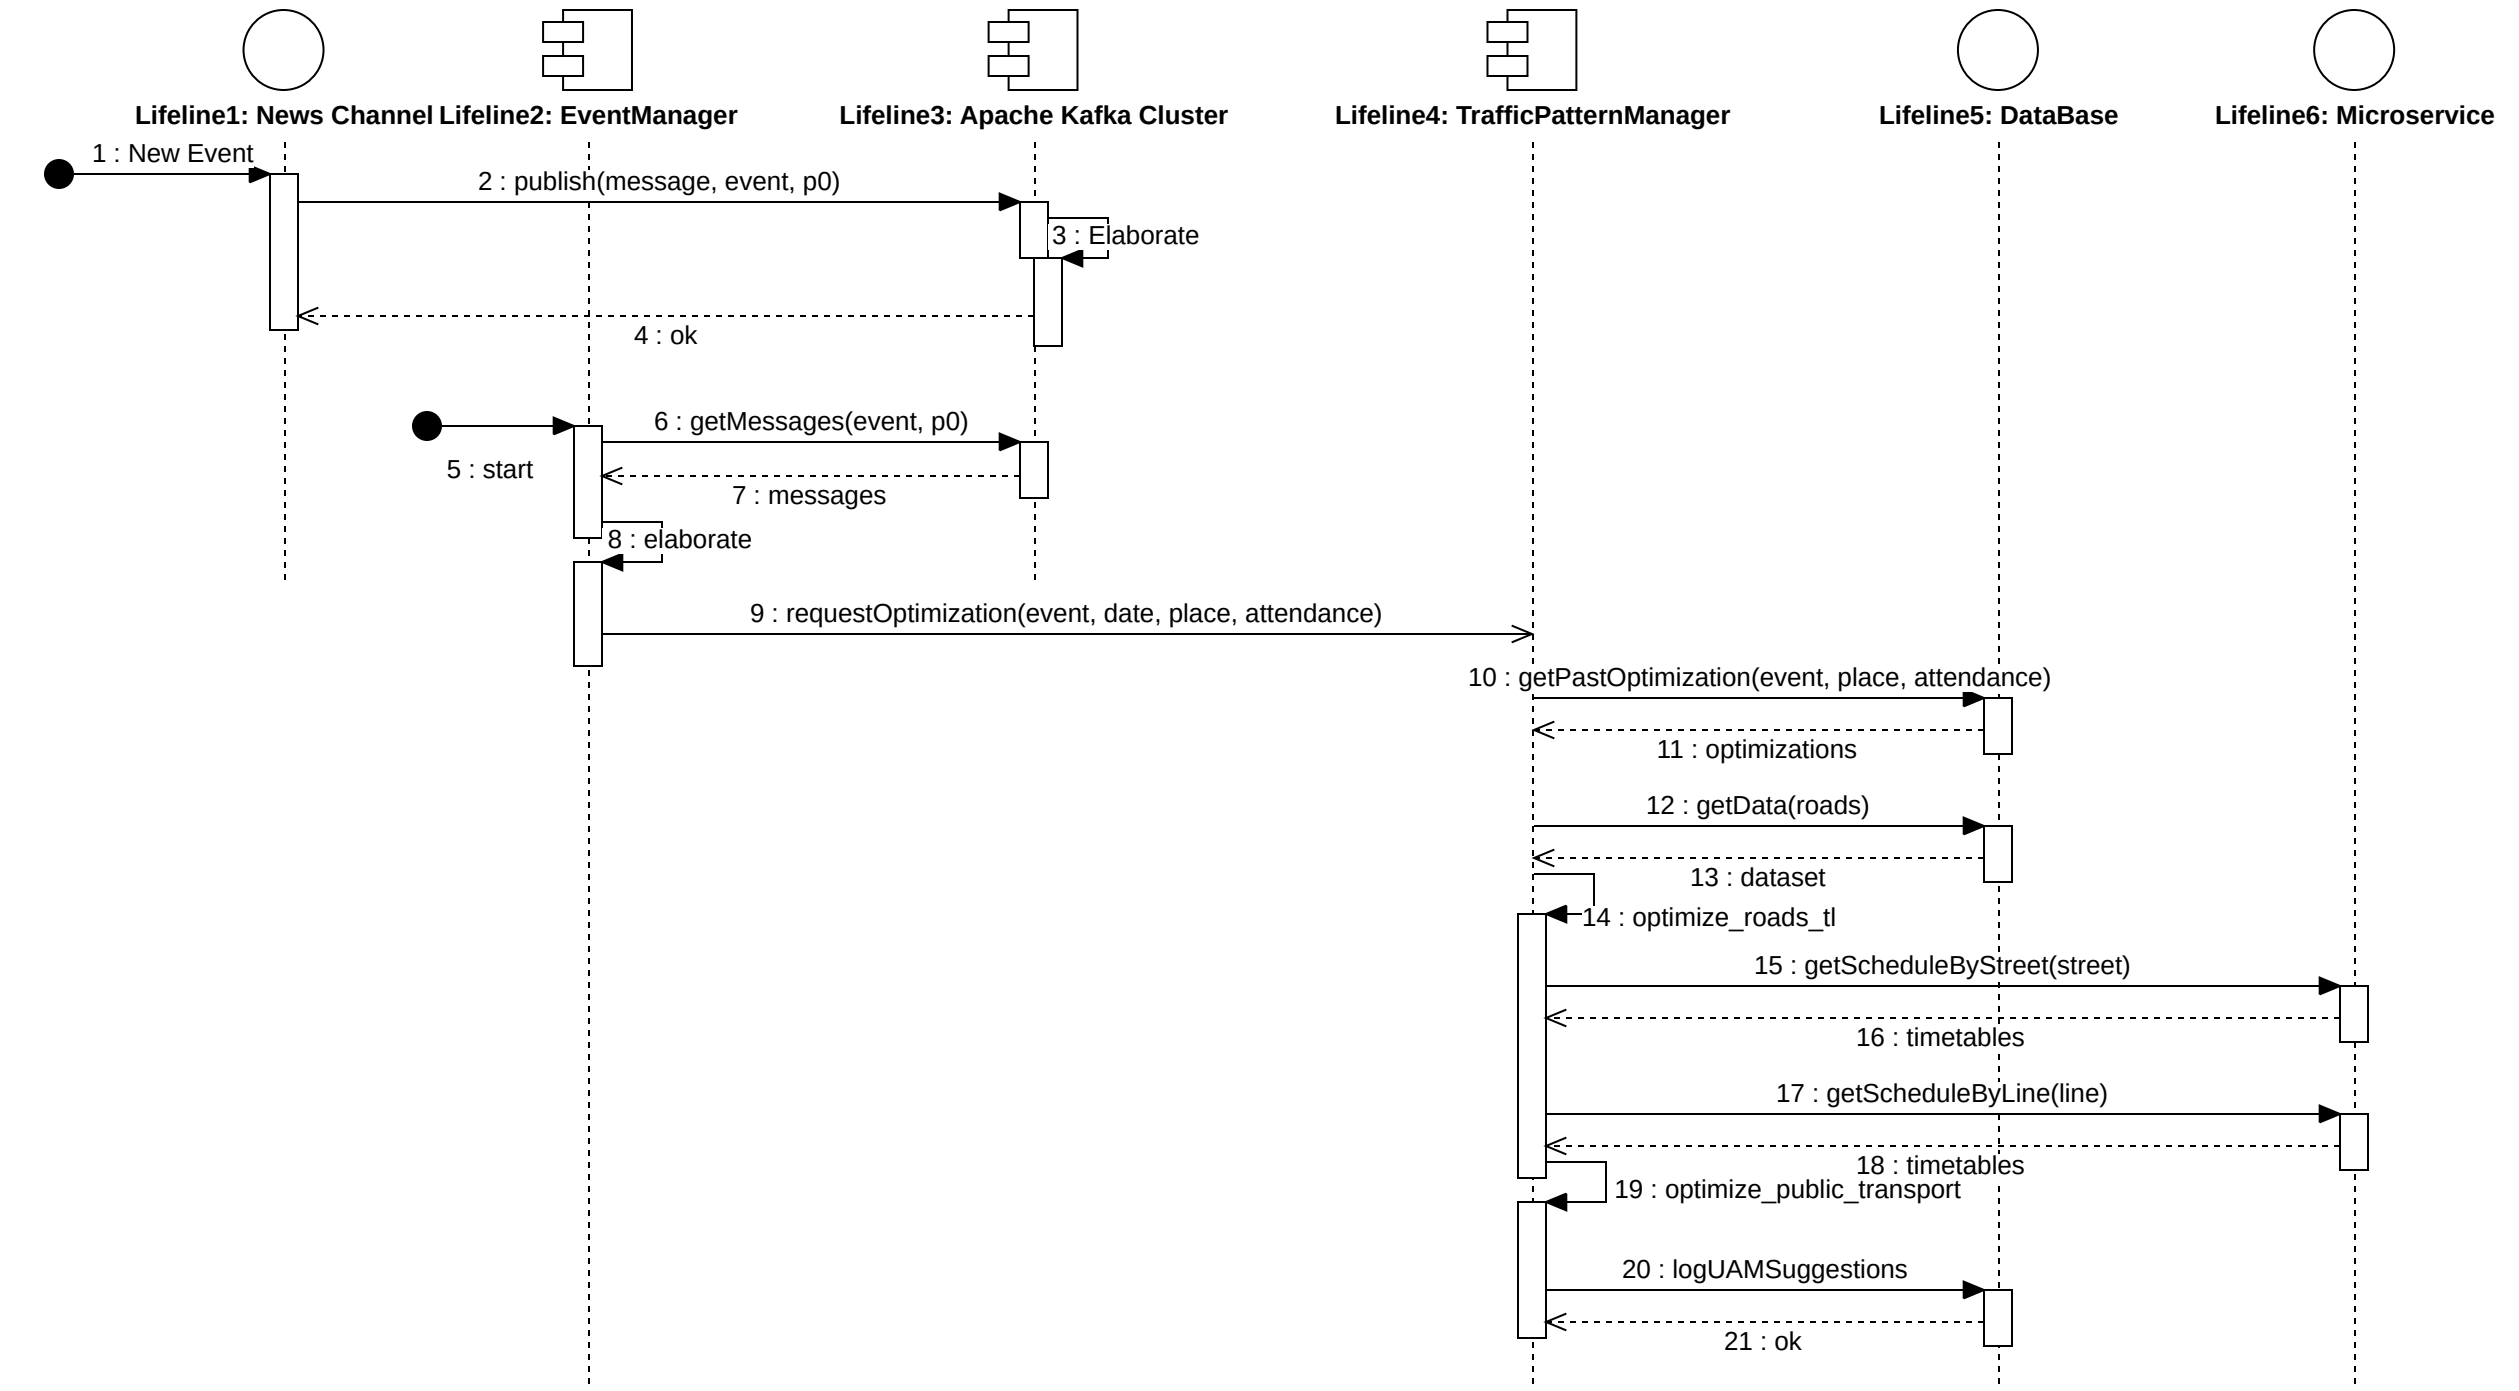 Lifeline1: News Channel
Lifeline2: EventManager
Lifeline3: Apache Kafka Cluster
Lifeline4: TrafficPatternManager
Lifeline5: DataBase
Lifeline6: Microservice
1 : New Event
2 : publish(message, event, p0)
3 : Elaborate
4 : ok
5 : start
6 : getMessages(event, p0)
7 : messages
8 : elaborate
9 : requestOptimization(event, date, place, attendance)
10 : getPastOptimization(event, place, attendance)
11 : optimizations
12 : getData(roads)
13 : dataset
14 : optimize_roads_tl
15 : getScheduleByStreet(street)
16 : timetables
17 : getScheduleByLine(line)
18 : timetables
19 : optimize_public_transport
20 : logUAMSuggestions
21 : ok